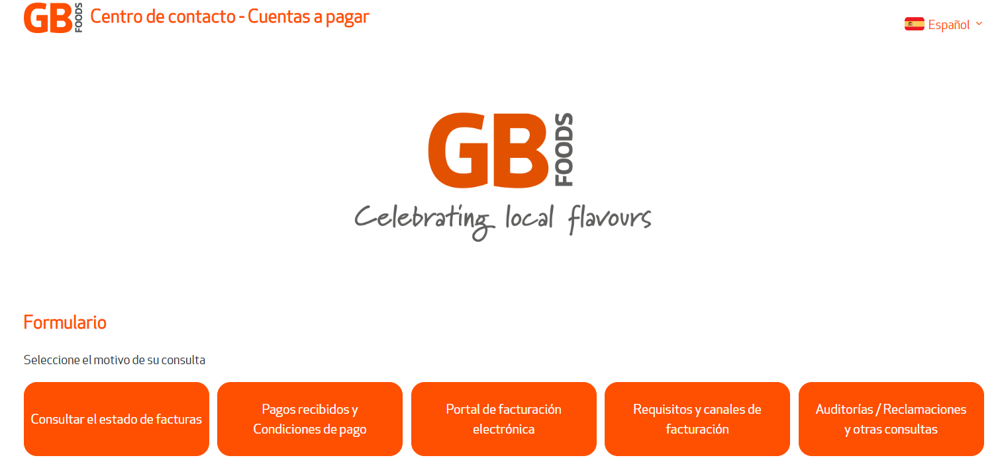 GB FOODS Centro de contacto - Cuentas a pagar
Español
GB FOODS
Celebrating local flavours
Formulario
Seleccione el motivo de su consulta
Consultar el estado de facturas
Pagos recibidos y
Condiciones de pago
Portal de facturación
electrónica
Requisitos y canales de
facturación
Auditorías / Reclamaciones
y otras consultas